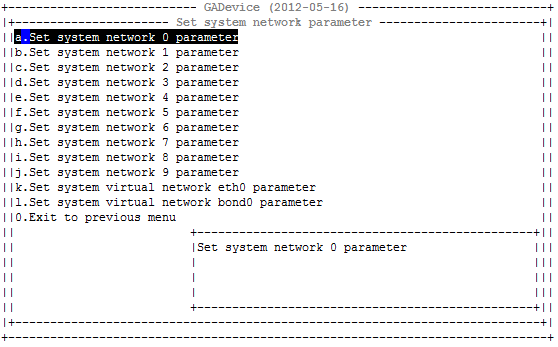 GADevice (2012-05-16)
Set system network parameter
a.Set system network 0 parameter
b.Set system network 1 parameter
c.Set system network 2 parameter
d.Set system network 3 parameter
e.Set system network 4 parameter
f.Set system network 5 parameter
g.Set system network 6 parameter
h.Set system network 7 parameter
i.Set system network 8 parameter
j.Set system network 9 parameter
k.Set system virtual network eth0 parameter
l.Set system virtual network bond0 parameter
0.Exit to previous menu
Set system network 0 parameter